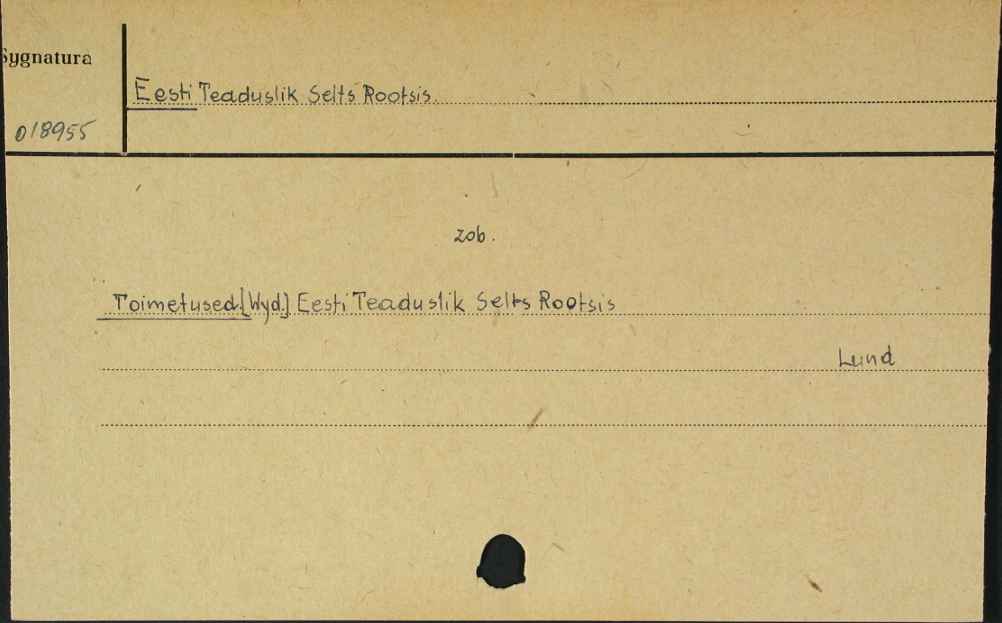 Sygnatura
Eesti Teaduslik Selts Rootsis.
018955
zob.
Toimetused.[Wyd.] Eesti Teaduslik Selts Rootsis
Lund